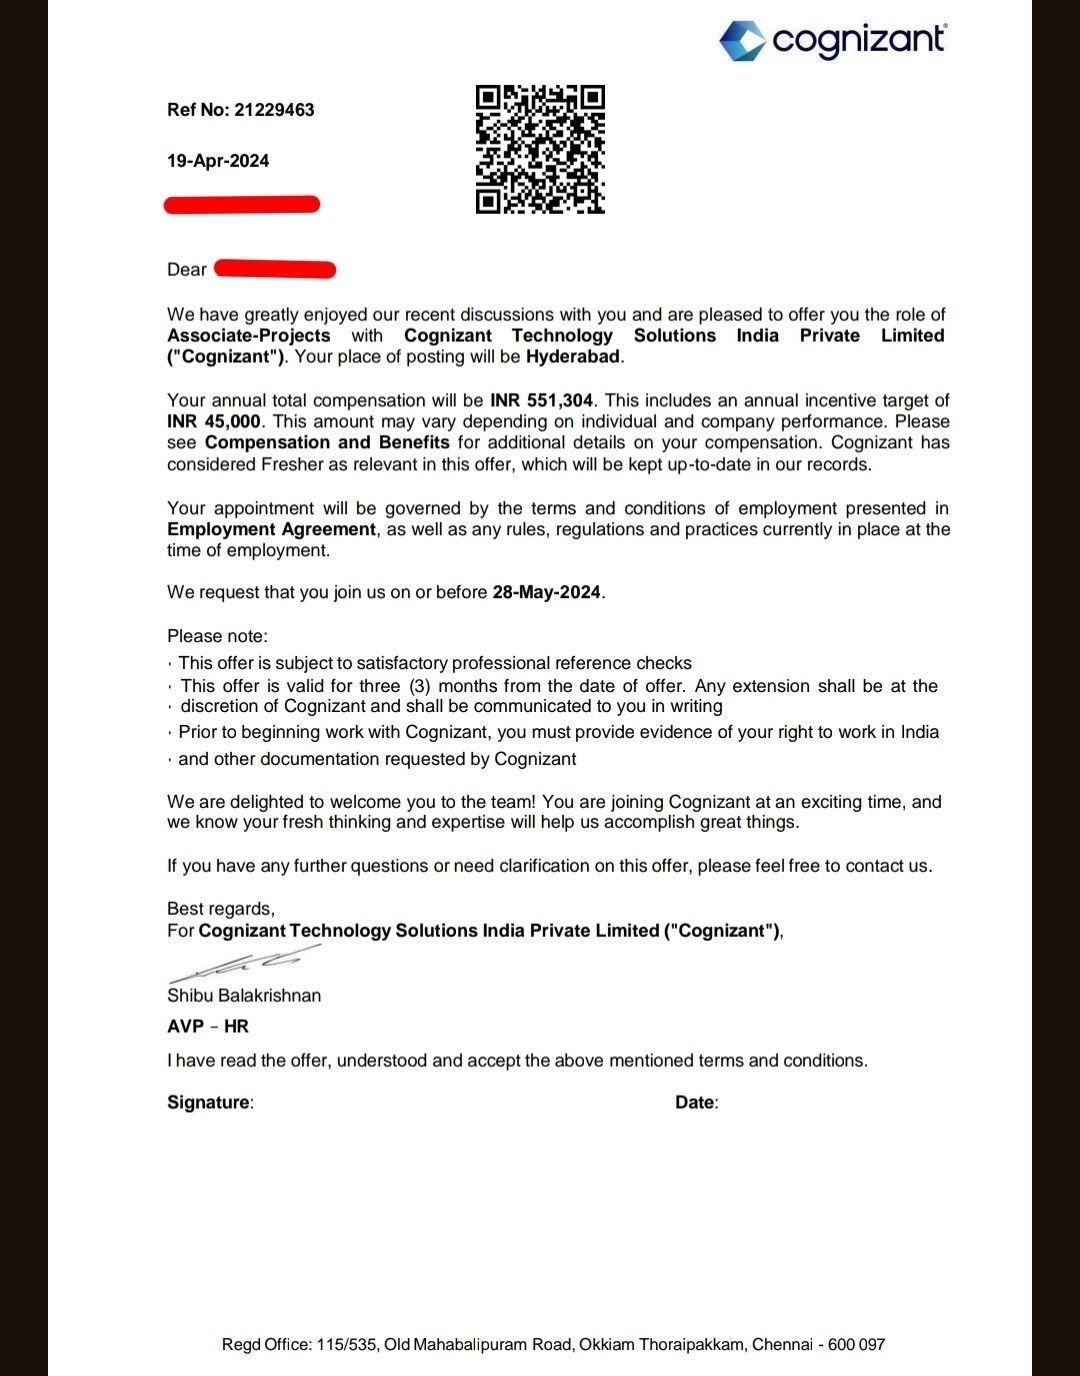 cognizant
Ref No: 21229463
19-Apr-2024
Dear
We have greatly enjoyed our recent discussions with you and are pleased to offer you the role of
Associate-Projects with Cognizant Technology Solutions India Private Limited
("Cognizant"). Your place of posting will be Hyderabad.
Your annual total compensation will be INR 551,304. This includes an annual incentive target of
INR 45,000. This amount may vary depending on individual and company performance. Please
see Compensation and Benefits for additional details on your compensation. Cognizant has
considered Fresher as relevant in this offer, which will be kept up-to-date in our records.
Your appointment will be governed by the terms and conditions of employment presented in
Employment Agreement, as well as any rules, regulations and practices currently in place at the
time of employment.
We request that you join us on or before 28-May-2024.
Please note:
· This offer is subject to satisfactory professional reference checks
· This offer is valid for three (3) months from the date of offer. Any extension shall be at the
· discretion of Cognizant and shall be communicated to you in writing
· Prior to beginning work with Cognizant, you must provide evidence of your right to work in India
· and other documentation requested by Cognizant
We are delighted to welcome you to the team! You are joining Cognizant at an exciting time, and
we know your fresh thinking and expertise will help us accomplish great things.
If you have any further questions or need clarification on this offer, please feel free to contact us.
Best regards,
For Cognizant Technology Solutions India Private Limited ("Cognizant"),
Shibu Balakrishnan
AVP – HR
I have read the offer, understood and accept the above mentioned terms and conditions.
Signature: Date:
Regd Office: 115/535, Old Mahabalipuram Road, Okkiam Thoraipakkam, Chennai - 600 097